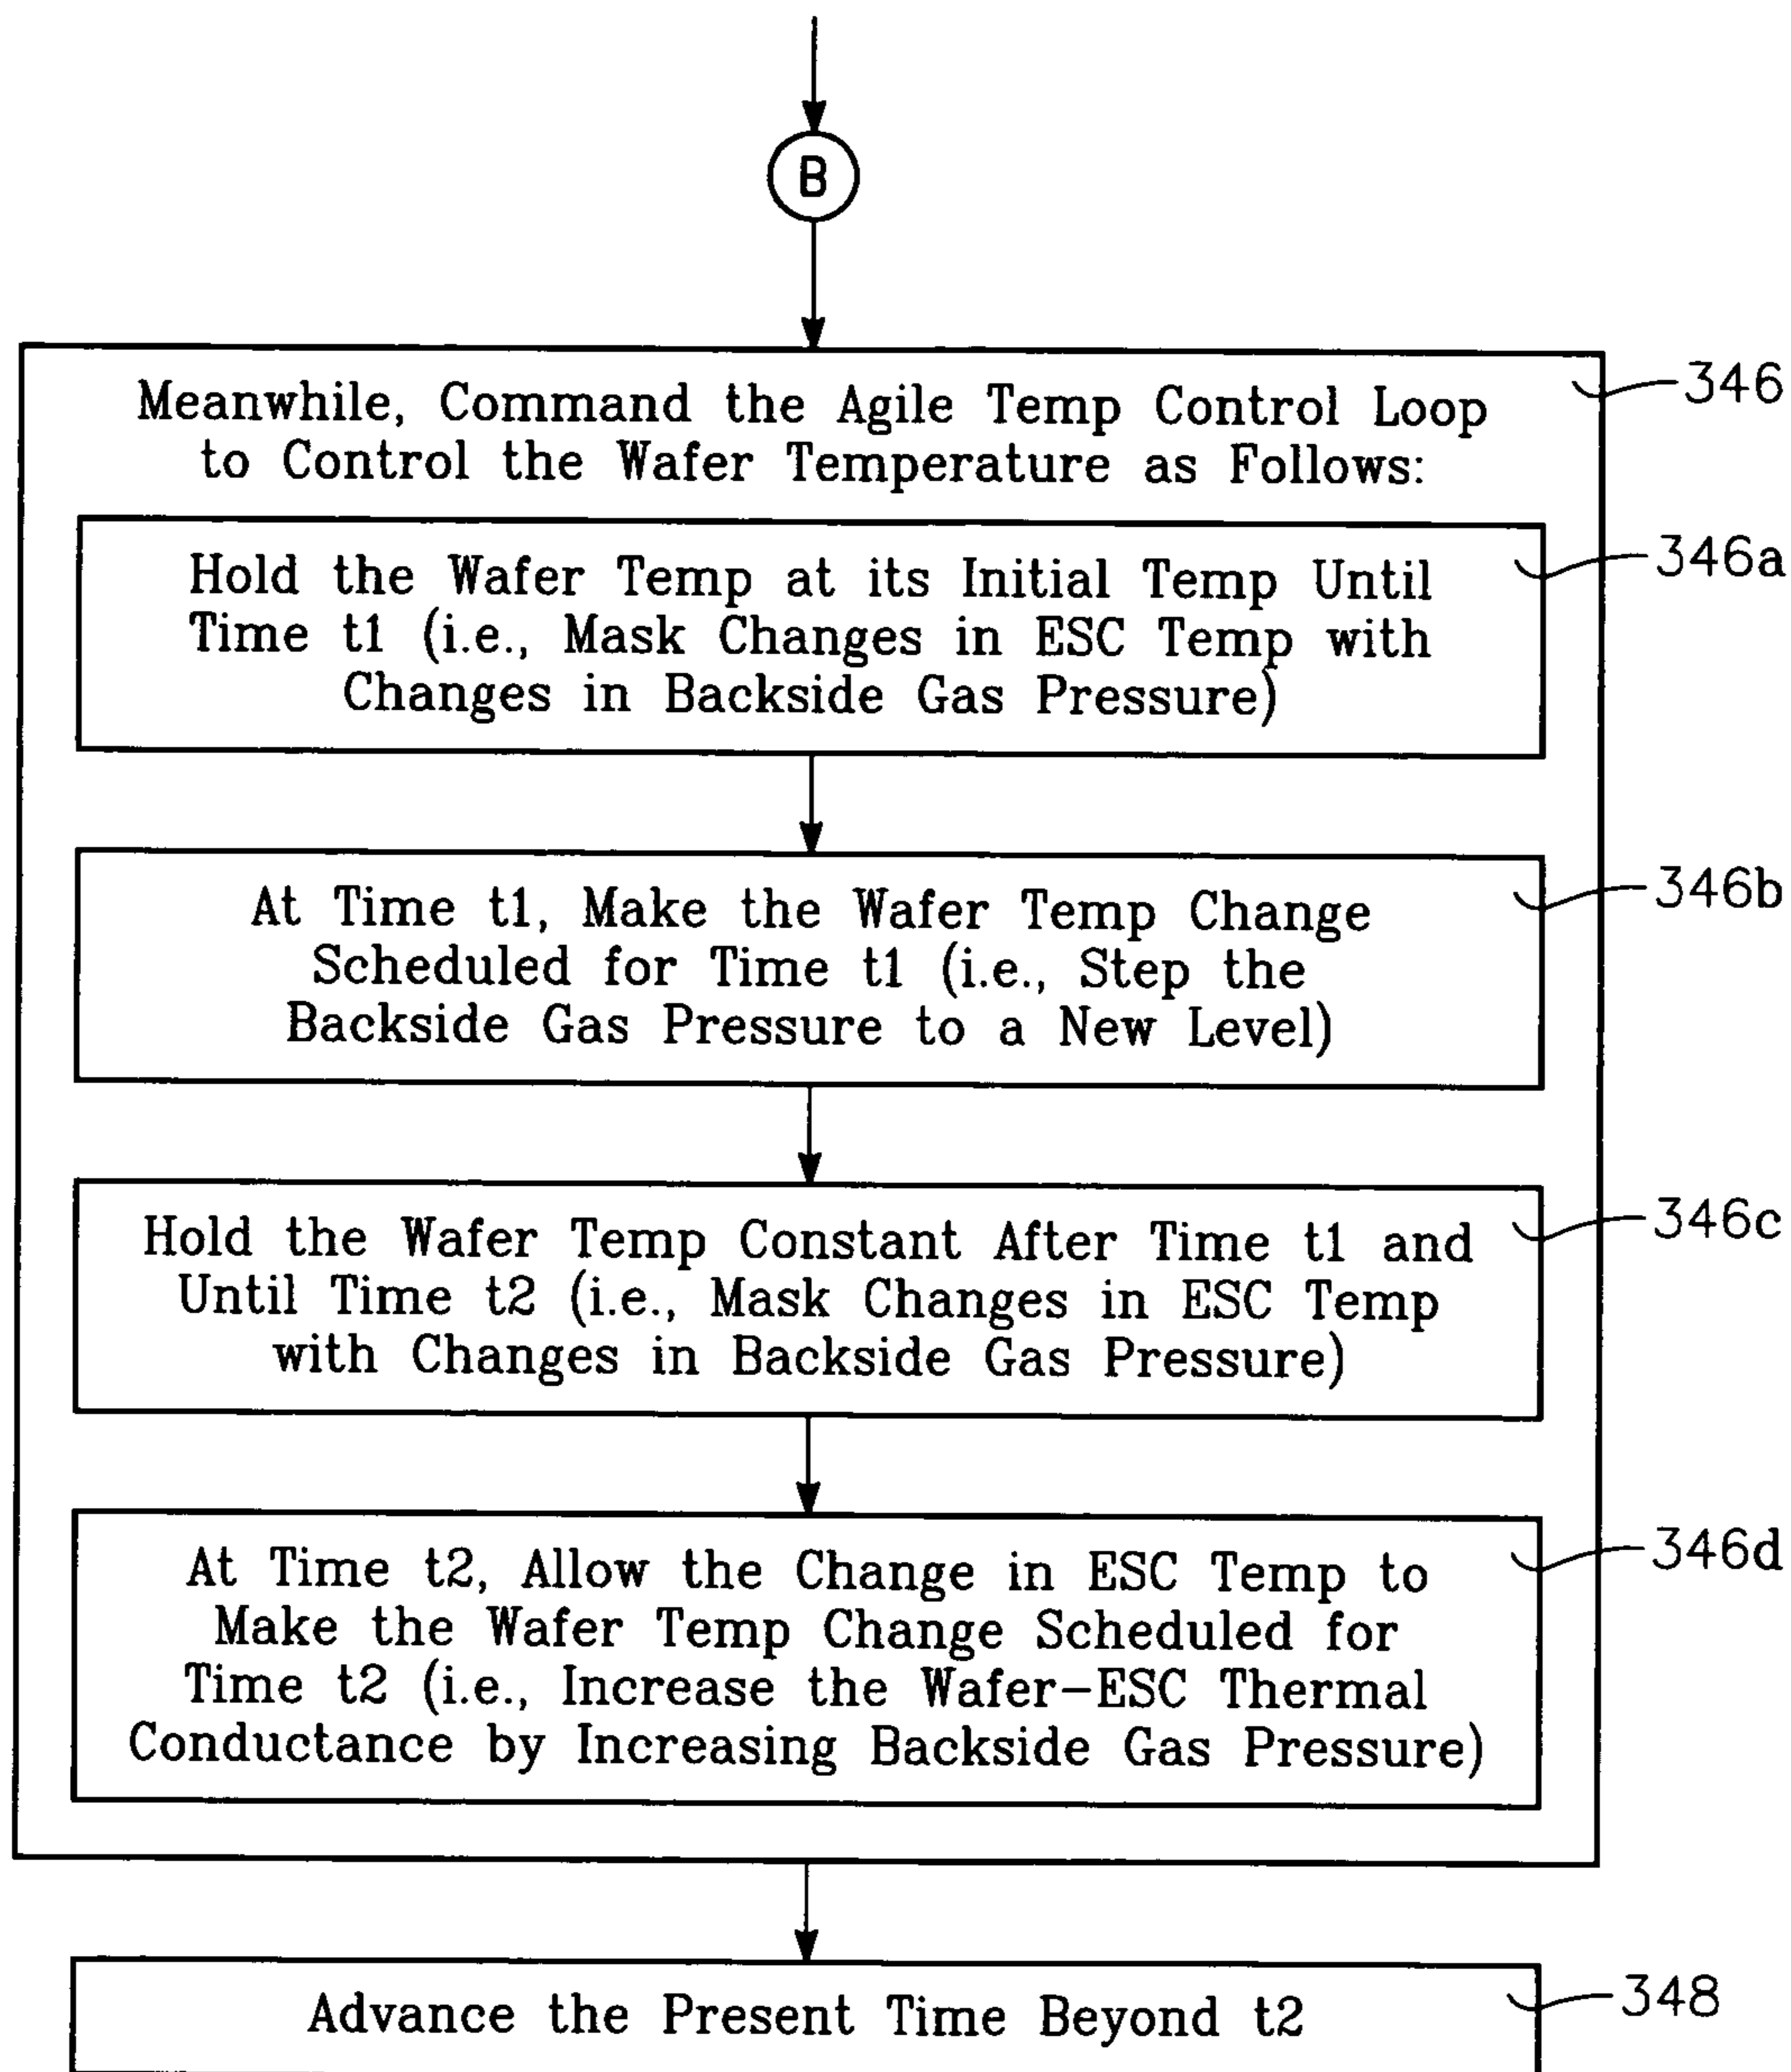 B
Meanwhile, Command the Agile Temp Control Loop
to Control the Wafer Temperature as Follows:
346
Hold the Wafer Temp at its Initial Temp Until
Time t1 (i.e., Mask Changes in ESC Temp with
Changes in Backside Gas Pressure)
346a
At Time t1, Make the Wafer Temp Change
Scheduled for Time t1 (i.e., Step the
Backside Gas Pressure to a New Level)
346b
Hold the Wafer Temp Constant After Time t1 and
Until Time t2 (i.e., Mask Changes in ESC Temp
with Changes in Backside Gas Pressure)
346c
At Time t2, Allow the Change in ESC Temp to
Make the Wafer Temp Change Scheduled for
Time t2 (i.e., Increase the Wafer-ESC Thermal
Conductance by Increasing Backside Gas Pressure)
346d
Advance the Present Time Beyond t2
348